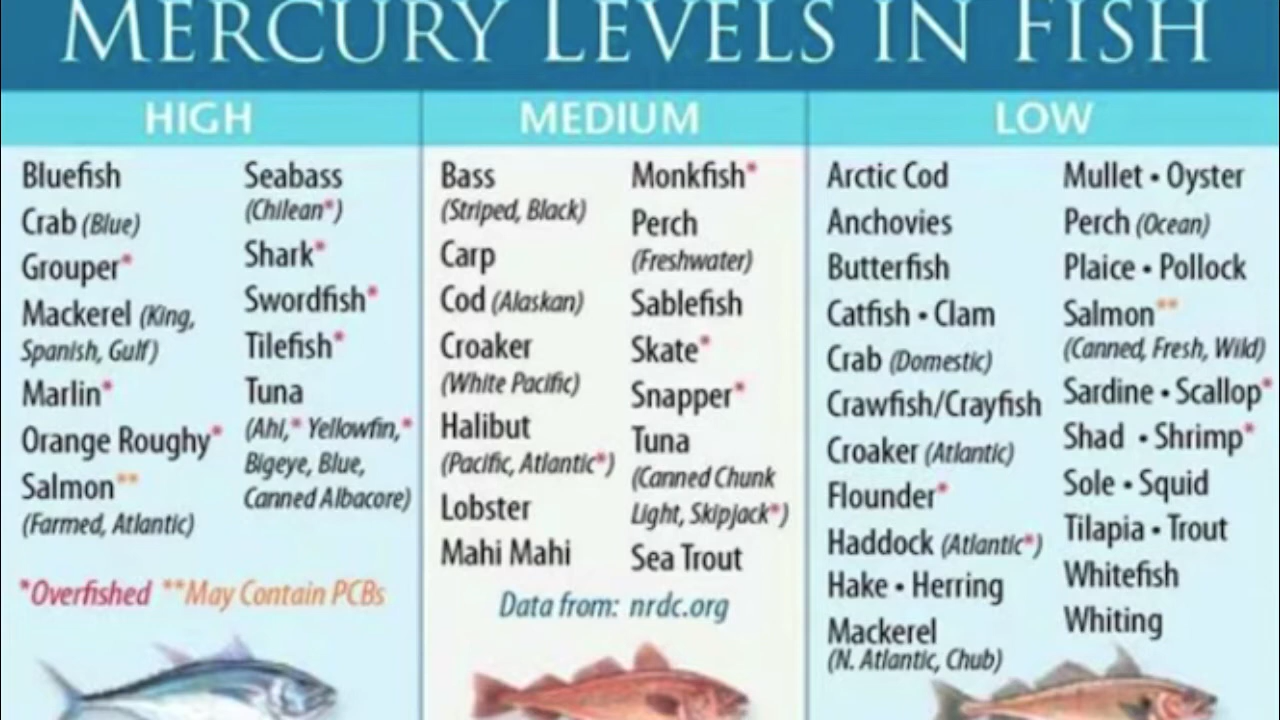 MERCURY LEVELS IN FISH
HIGH
Bluefish
Crab (Blue)
Grouper*
Mackerel (King,
Spanish, Gulf)
Marlin*
Orange Roughy*
Salmon**
(Farmed, Atlantic)
Seabass
(Chilean*)
Shark*
Swordfish*
Tilefish*
Tuna
(Ahi,* Yellowfin,*
Bigeye, Blue,
Canned Albacore)
*Overfished **May Contain PCBs
MEDIUM
Bass
(Striped, Black)
Carp
Cod (Alaskan)
Croaker
(White Pacific)
Halibut
(Pacific, Atlantic*)
Lobster
Mahi Mahi
Monkfish*
Perch
(Freshwater)
Sablefish
Skate*
Snapper*
Tuna
(Canned Chunk
Light, Skipjack*)
Sea Trout
Data from: nrdc.org
LOW
Arctic Cod
Anchovies
Butterfish
Catfish • Clam
Crab (Domestic)
Crawfish/Crayfish
Croaker (Atlantic)
Flounder*
Haddock (Atlantic*)
Hake • Herring
Mackerel
(N. Atlantic, Chub)
Mullet • Oyster
Perch (Ocean)
Plaice • Pollock
Salmon**
(Canned, Fresh, Wild)
Sardine • Scallop*
Shad • Shrimp*
Sole • Squid
Tilapia • Trout
Whitefish
Whiting